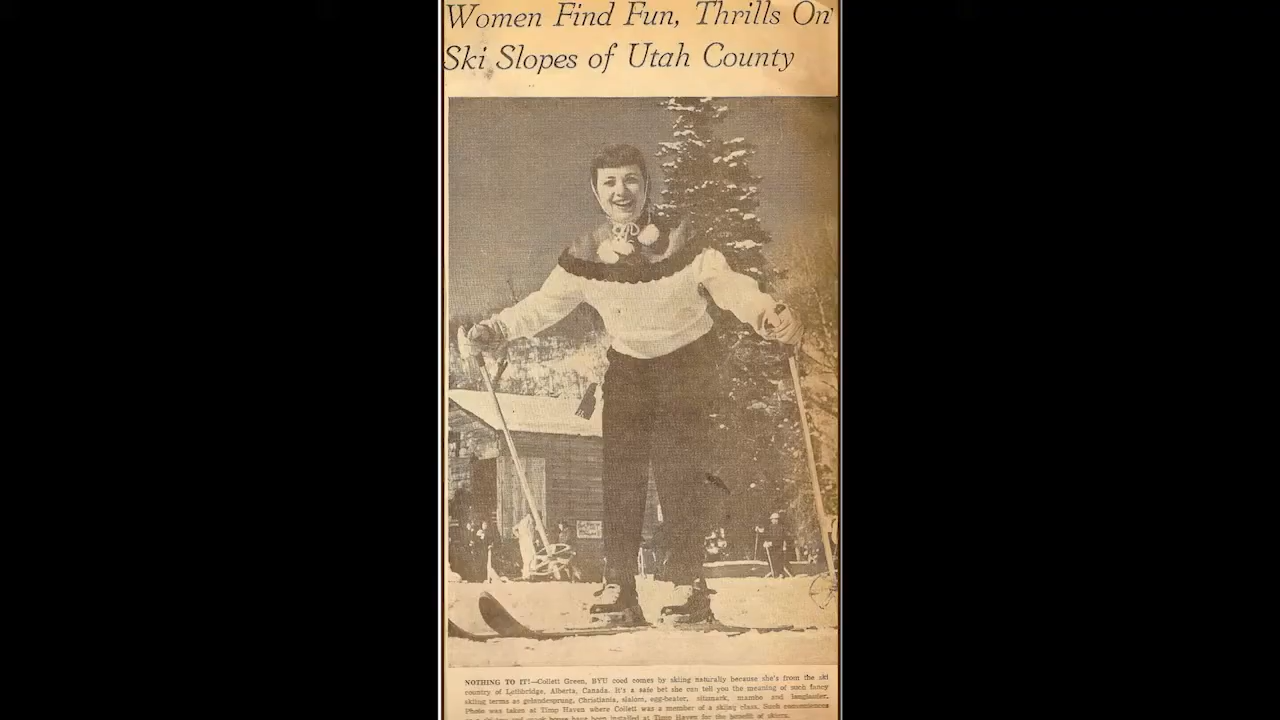 Women Find Fun, Thrills On
Ski Slopes of Utah County
NOTHING TO IT!—Collett Green, BYU coed comes by skiing naturally because she's from the ski
country of Lethbridge, Alberta, Canada. It's a safe bet she can tell you the meaning of such fancy
skiing terms as gelandersprung, Christiania, slalom, egg-beater, sitzmark, mambo and langlaufer.
Photo was taken at Timp Haven where Collett was a member of a skiing class. Such conveniences
have been installed at Timp Haven for the benefit of skiers.